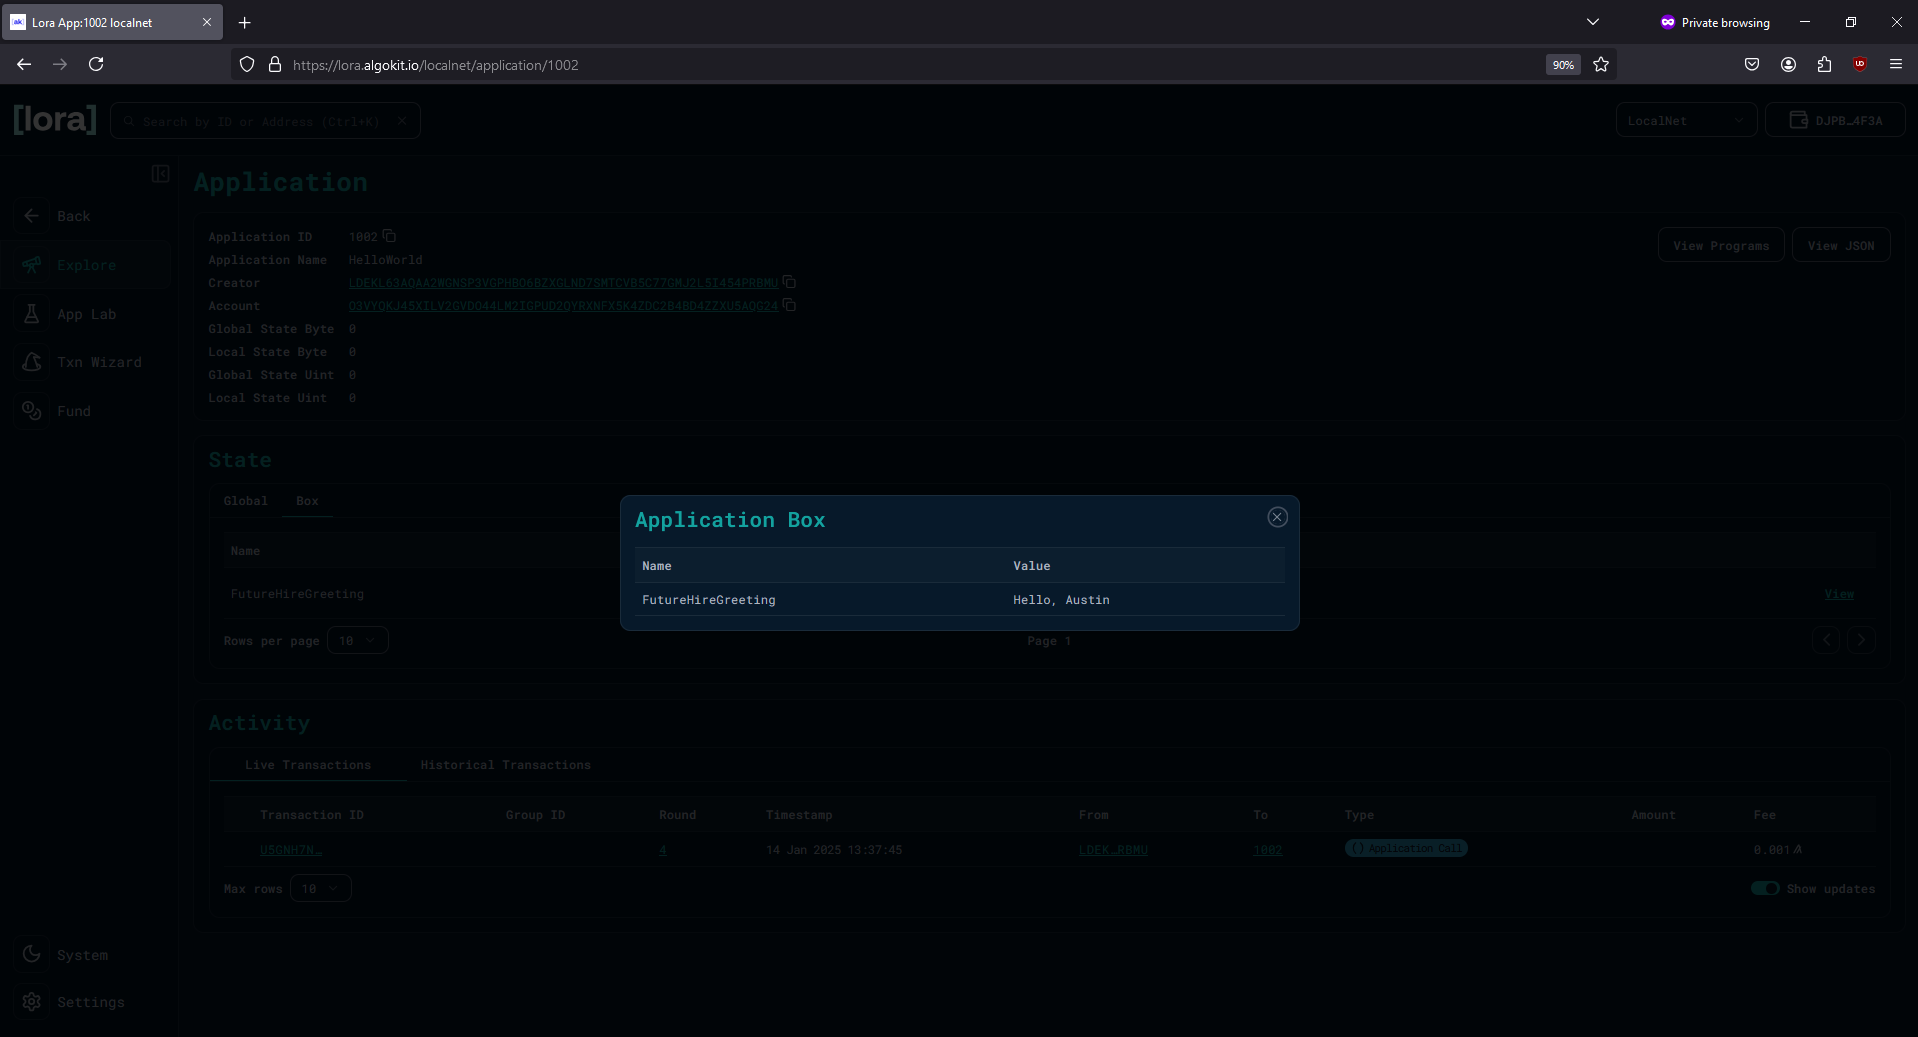 Lora App:1002 localnet
Private browsing
https://lora.algokit.io/localnet/application/1002
90%
[lora]
Search by ID or Address (Ctrl+K)
LocalNet
DJPB…4F3A
Application
Back
Explore
App Lab
Txn Wizard
Fund
Application ID 1002
View Programs
View JSON
Application Name HelloWorld
Creator
Account
Global State Byte 0
Local State Byte 0
Global State Uint 0
Local State Uint 0
State
Global Box
Application Box
Name
Name Value
FutureHireGreeting
View
FutureHireGreeting Hello, Austin
Rows per page 10
Page 1
Activity
Live Transactions Historical Transactions
Transaction ID Group ID Round Timestamp From To Type Amount Fee
U5GNH7N… 4 14 Jan 2025 13:37:45 LDEK…RBMU 1002 Application Call 0.001
Max rows 10
Show updates
System
Settings